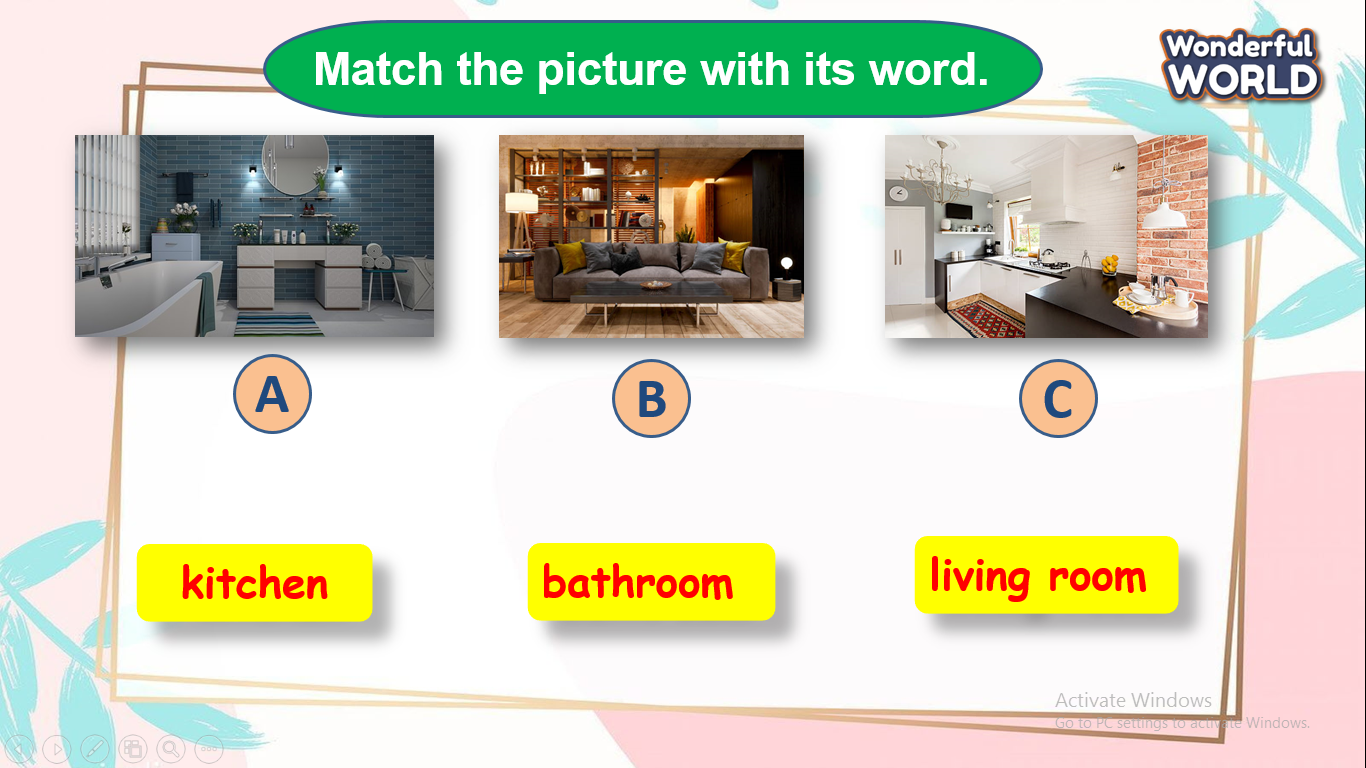 Match the picture with its word.
Wonderful
WORLD
A
B
C
kitchen
bathroom
living room
Activate Windows
Go to PC settings to activate Windows.